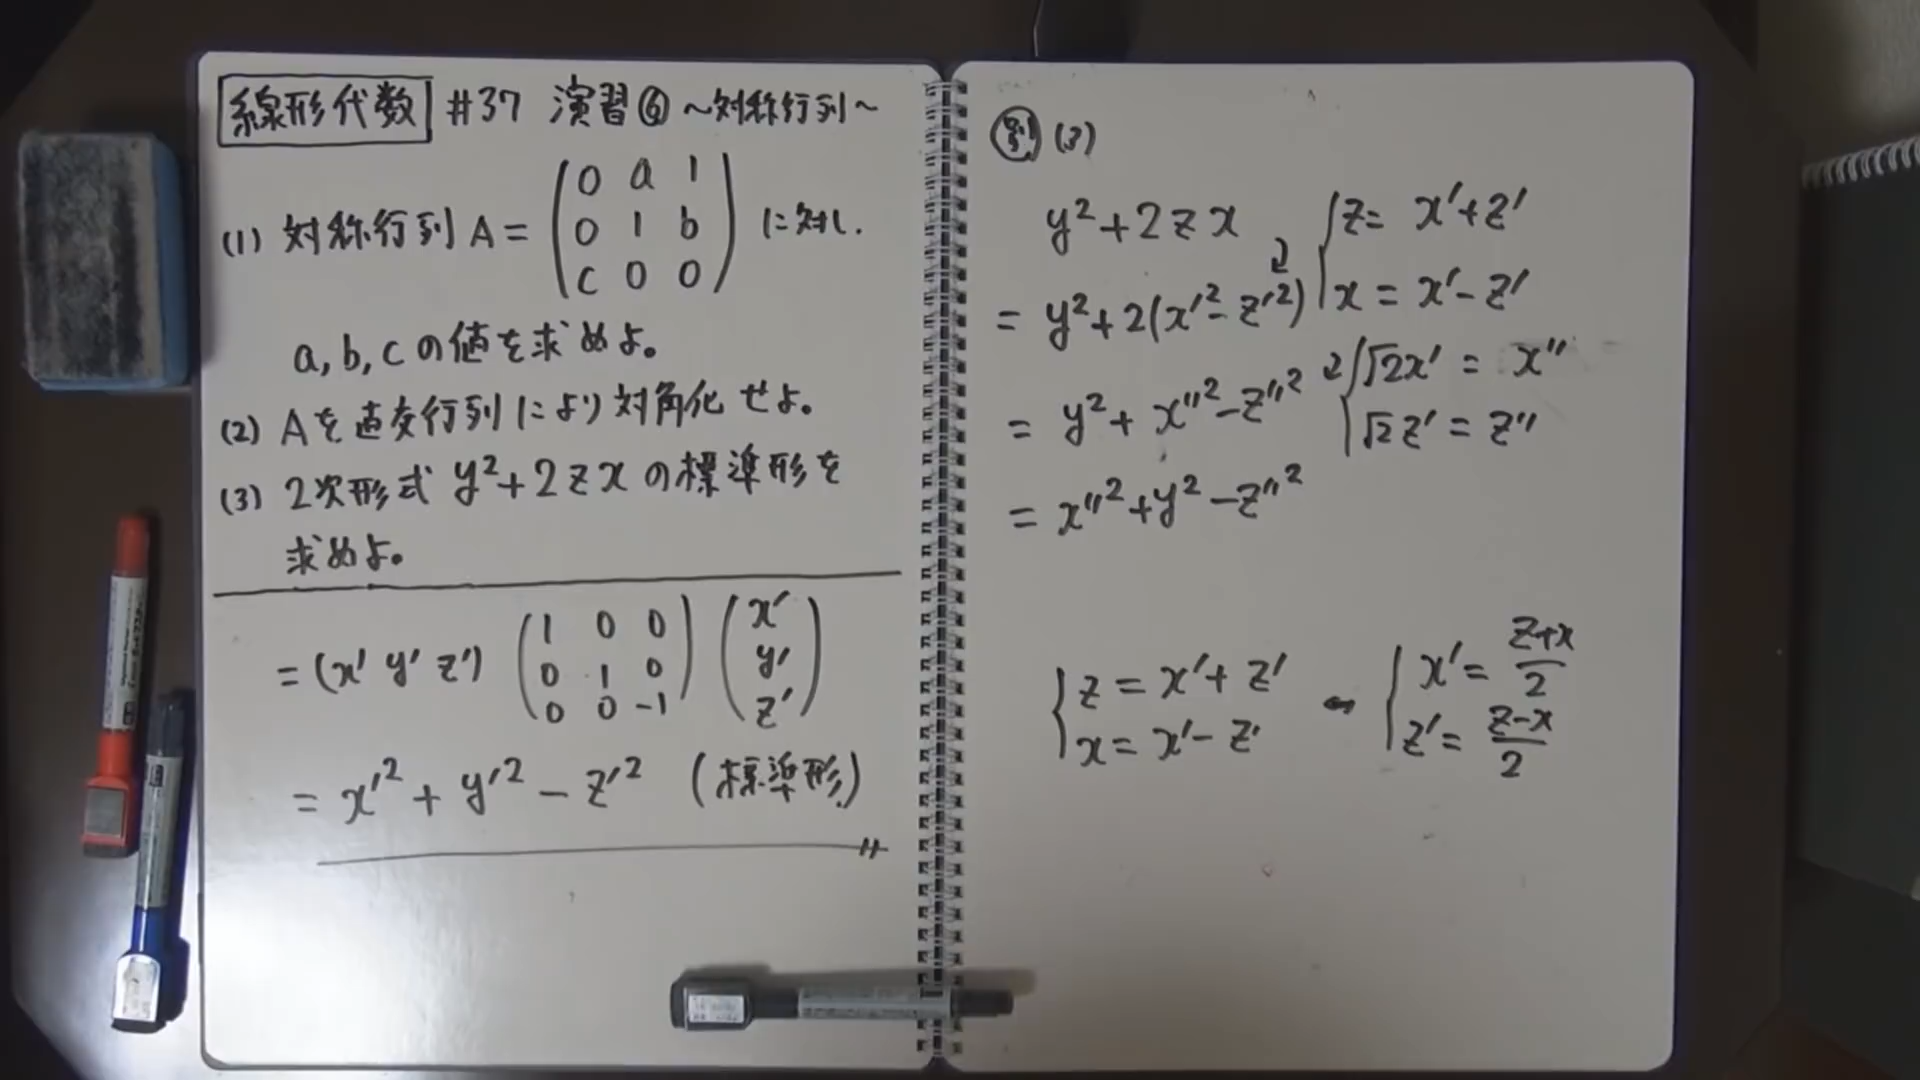 線形代数 #37 演習⑥ ~対称行列~
(1) 対称行列 A = (0 a 1
0 1 b
c 0 0) に対し.
a, b, c の値を求めよ。
(2) Aを直交行列により対角化せよ。
(3) 2次形式 y²+2zxの標準形を
求めよ。
= (x' y' z') (1 0 0
0 1 0
0 0 -1) (x'
y'
z')
= x'² + y'² - z'² (標準形)
別 (3)
y²+2zx
{z = x'+z'
x = x'-z'
= y²+2(x'²-z'²)
{√2x' = x''
√2z' = z''
= y²+x''²-z''²
= x''²+y²-z''²
{z = x'+z'
x = x'-z'
{x' = (z+x)/2
z' = (z-x)/2